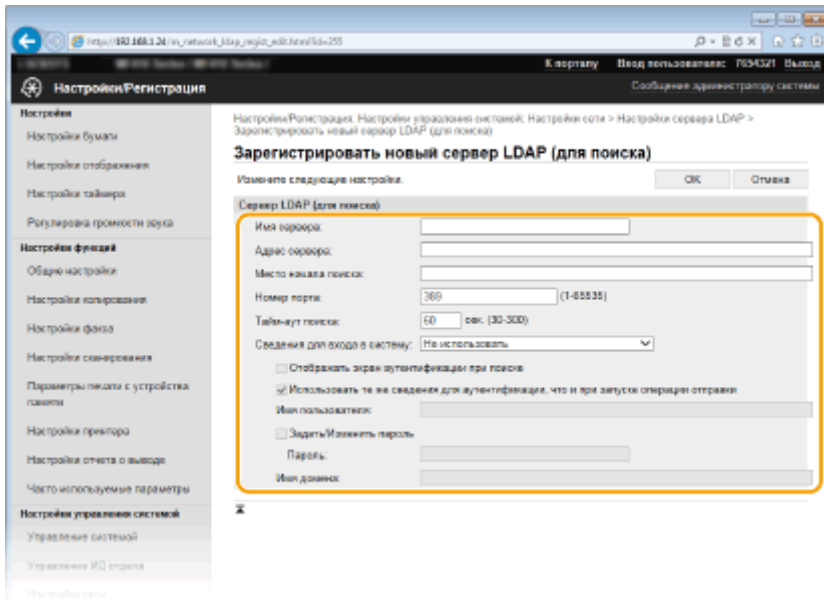 http://192.168.1.24/m_network_ldap_regist_edit.html?id=255
К порталу
Вход пользователя: 7654321
Выход
Настройки/Регистрация
Сообщение администратору системы
Настройки
Настройки бумаги
Настройки отображения
Настройки таймера
Регулировка громкости звука
Настройки функций
Общие настройки
Настройки копирования
Настройки факса
Настройки сканирования
Параметры печати с устройства
памяти
Настройки принтера
Настройки отчета о выводе
Часто используемые параметры
Настройки управления системой
Управление системой
Управление ИД отдела
Настройки сети
Настройки/Регистрация: Настройки управления системой: Настройки сети > Настройки сервера LDAP >
Зарегистрировать новый сервер LDAP (для поиска)
Зарегистрировать новый сервер LDAP (для поиска)
Измените следующие настройки.
OK
Отмена
Сервер LDAP (для поиска)
Имя сервера:
Адрес сервера:
Место начала поиска:
Номер порта: 389 (1-65535)
Тайм-аут поиска: 60 сек. (30-300)
Сведения для входа в систему: Не использовать
Отображать экран аутентификации при поиске
Использовать те же сведения для аутентификации, что и при запуске операции отправки
Имя пользователя:
Задать/Изменить пароль
Пароль:
Имя домена: